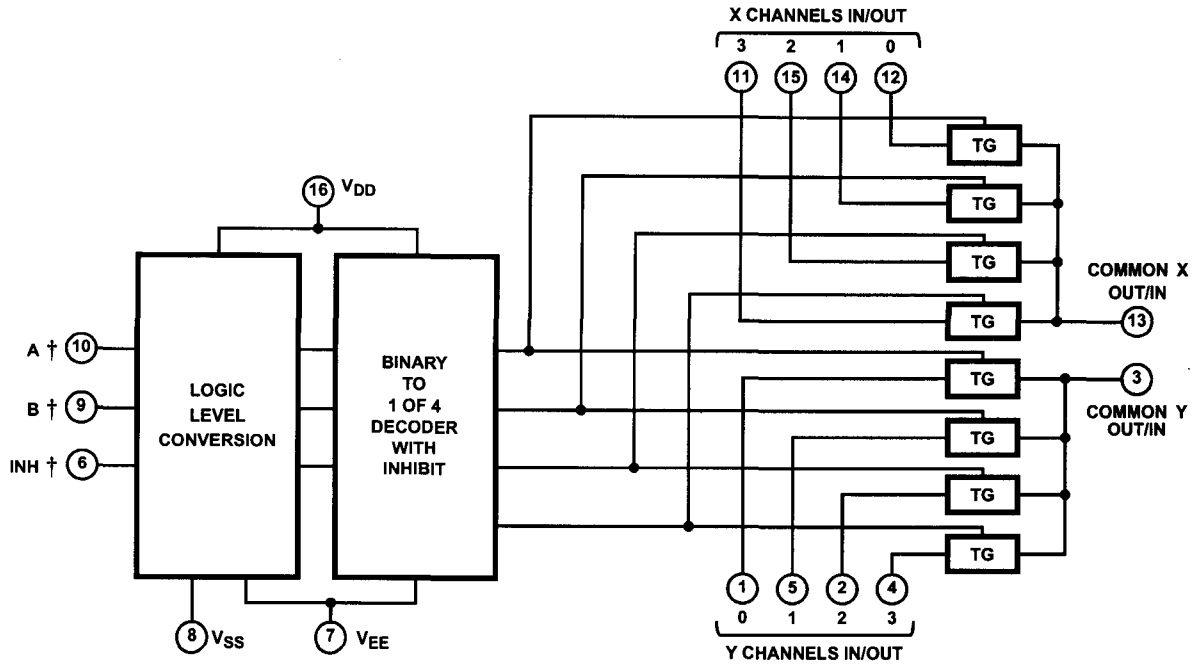 X CHANNELS IN/OUT
3 2 1 0
11 15 14 12
TG
TG
TG
TG
COMMON X
OUT/IN
13
16 VDD
A † 10
B † 9
INH † 6
LOGIC
LEVEL
CONVERSION
BINARY
TO
1 OF 4
DECODER
WITH
INHIBIT
TG
TG
TG
TG
3
COMMON Y
OUT/IN
8 VSS
7 VEE
1 5 2 4
0 1 2 3
Y CHANNELS IN/OUT